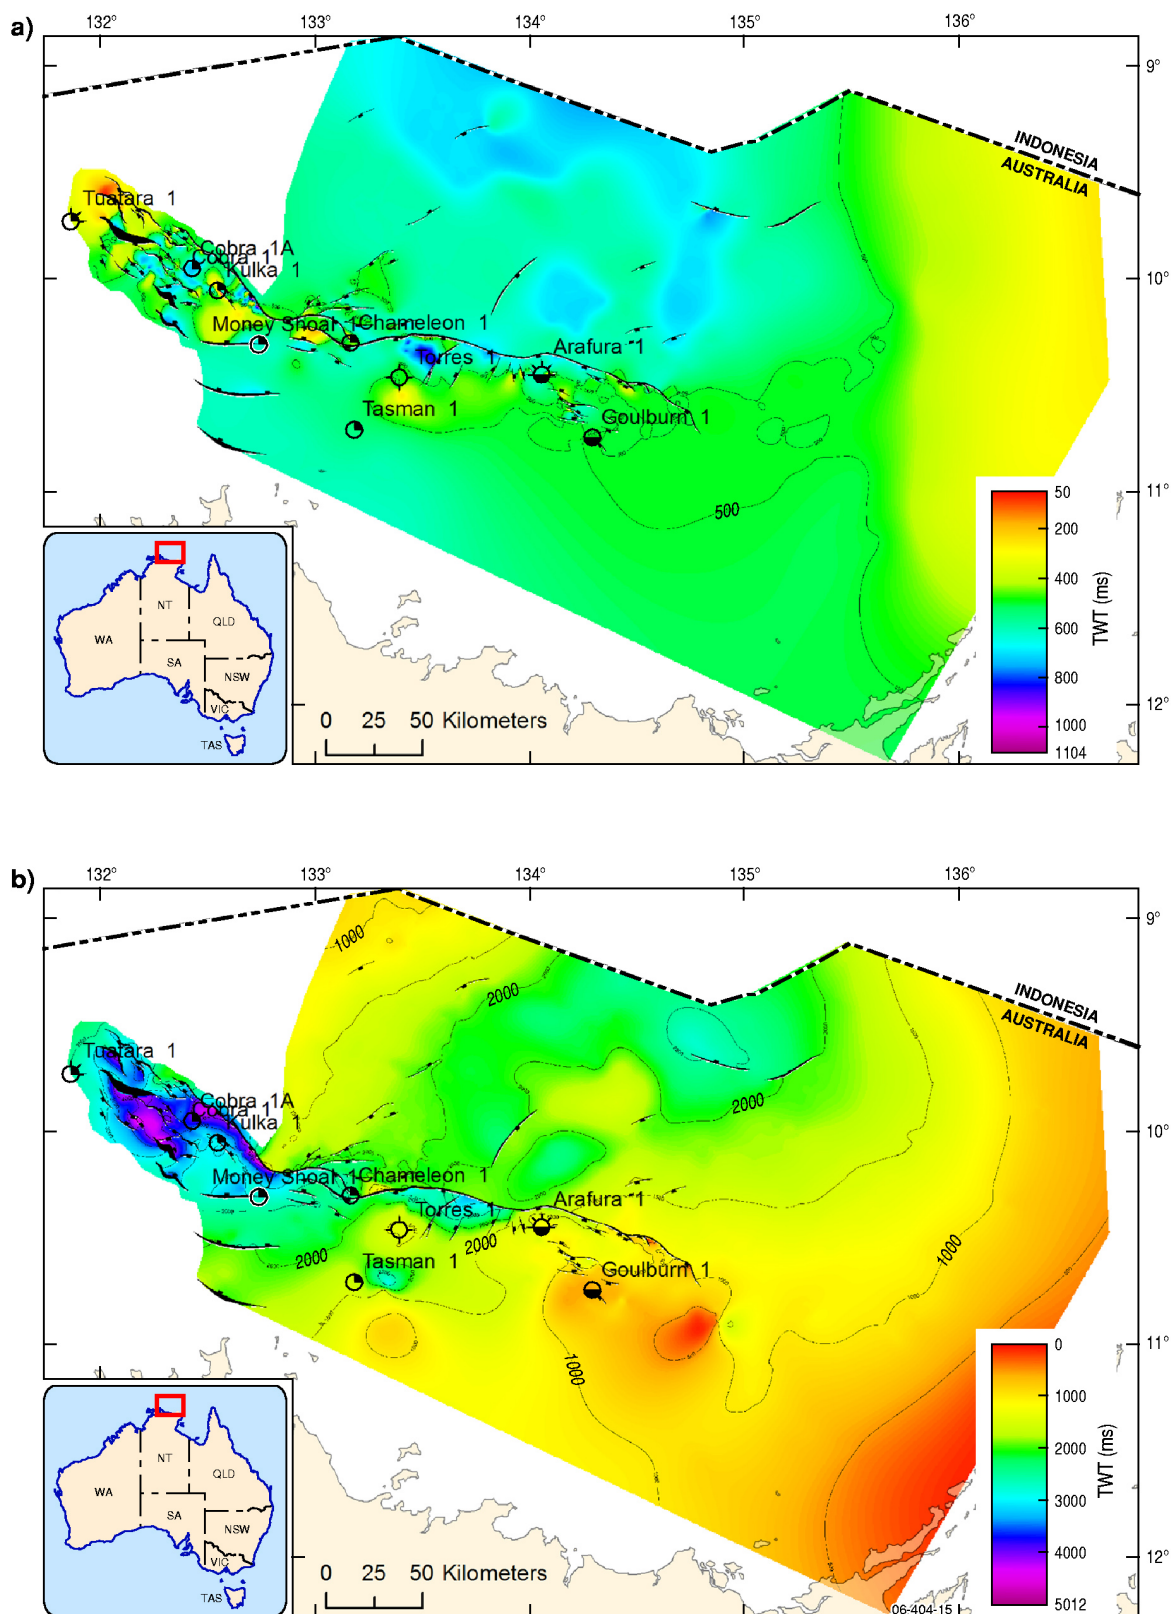 a)
132° 133° 134° 135° 136°
9°
INDONESIA
AUSTRALIA
Tuatara 1
Cobra 1A
Cobra 1
Kulka 1
10°
Money Shoal 1
Chameleon 1
Torres 1
Arafura 1
Tasman 1
Goulburn 1
11°
500
50
200
400
600
800
1000
1104
TWT (ms)
NT
WA
QLD
SA
NSW
VIC
TAS
12°
0 25 50 Kilometers
b)
132° 133° 134° 135° 136°
9°
1000
2000
INDONESIA
AUSTRALIA
Tuatara 1
Cobra 1A
Cobra 1
Kulka 1
2000
10°
Money Shoal 1
Chameleon 1
Torres 1
Arafura 1
2000
2000
1000
Tasman 1
Goulburn 1
11°
1000
0
1000
2000
3000
4000
5012
TWT (ms)
NT
WA
QLD
SA
NSW
VIC
TAS
12°
0 25 50 Kilometers
06-404-15